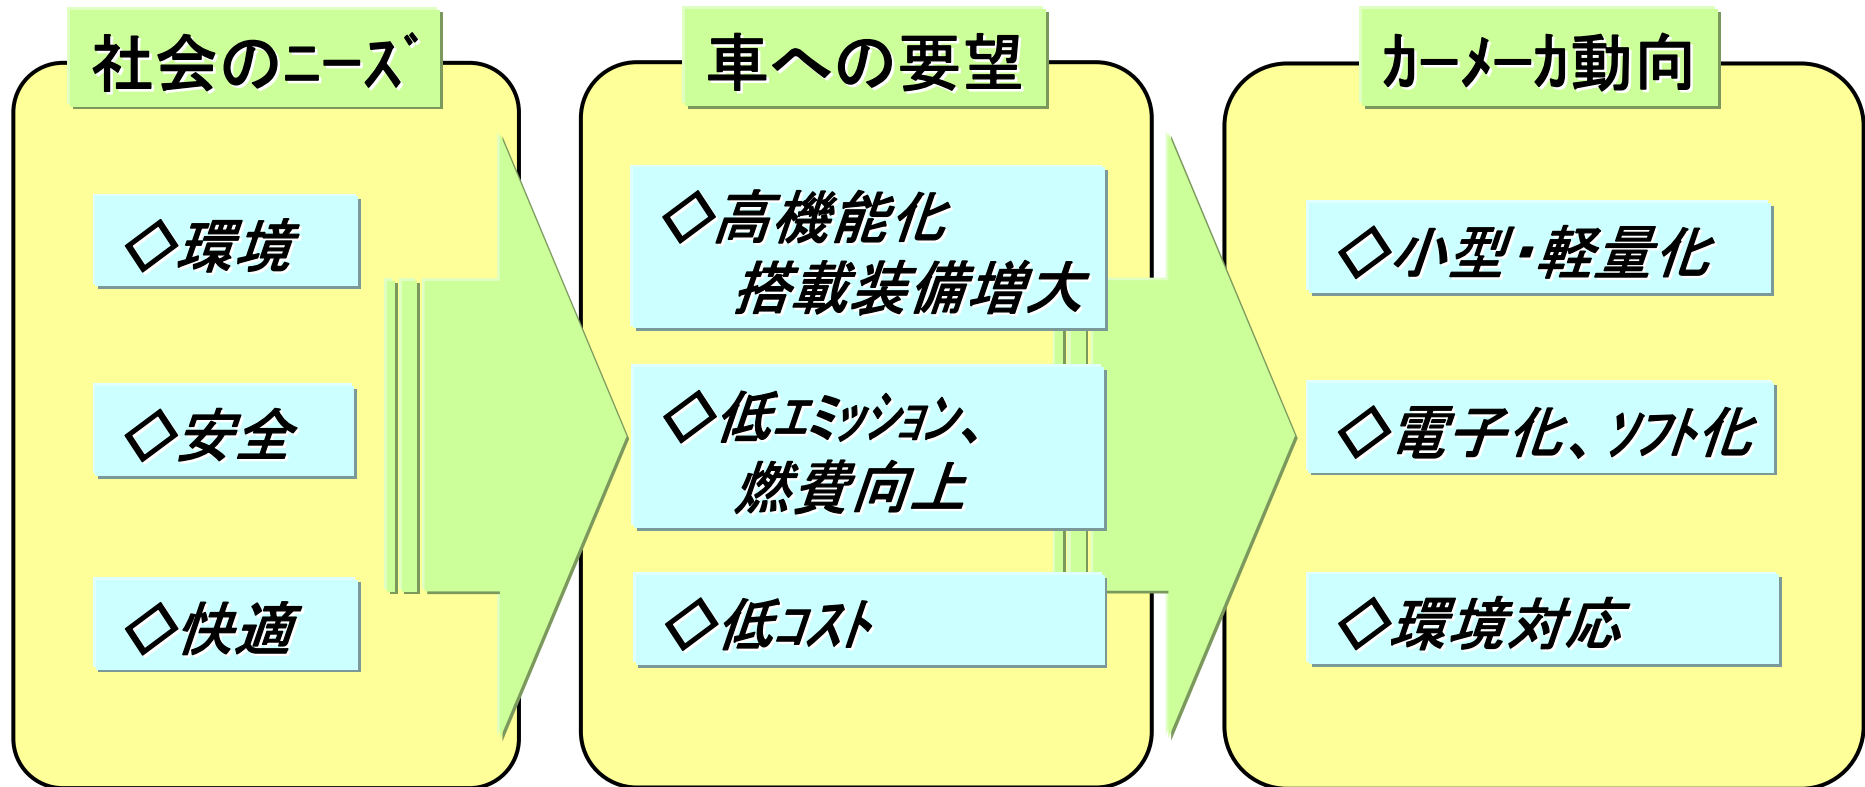 社会のﾆｰｽﾞ
◇環境
◇安全
◇快適
車への要望
◇高機能化
搭載装備増大
◇低ｴﾐｯｼｮﾝ、
燃費向上
◇低ｺｽﾄ
ｶｰﾒｰｶ動向
◇小型･軽量化
◇電子化、ｿﾌﾄ化
◇環境対応